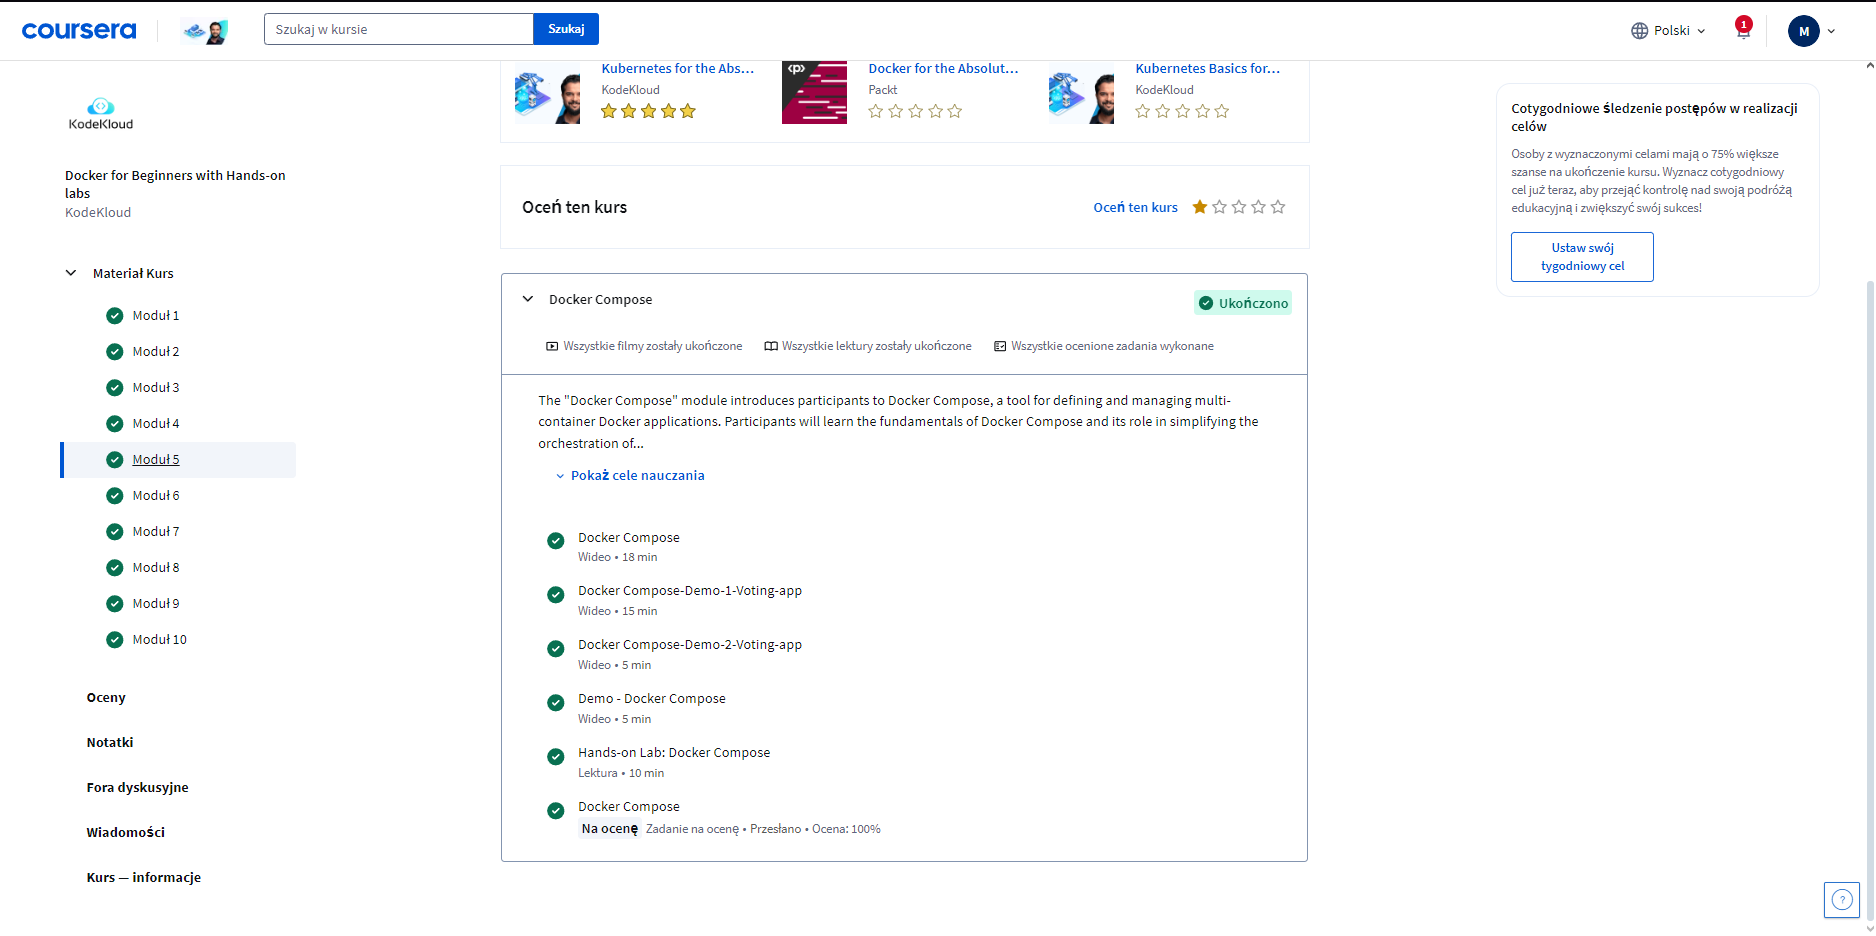 coursera
Szukaj w kursie
Szukaj
Polski
1
M
KodeKloud
Docker for Beginners with Hands-on
labs
KodeKloud
Materiał Kurs
Moduł 1
Moduł 2
Moduł 3
Moduł 4
Moduł 5
Moduł 6
Moduł 7
Moduł 8
Moduł 9
Moduł 10
Oceny
Notatki
Fora dyskusyjne
Wiadomości
Kurs — informacje
Kubernetes for the Abs...
KodeKloud
<p>
Docker for the Absolut...
Packt
Kubernetes Basics for...
KodeKloud
Oceń ten kurs
Oceń ten kurs
Docker Compose
Ukończono
Wszystkie filmy zostały ukończone
Wszystkie lektury zostały ukończone
Wszystkie ocenione zadania wykonane
The "Docker Compose" module introduces participants to Docker Compose, a tool for defining and managing multi-
container Docker applications. Participants will learn the fundamentals of Docker Compose and its role in simplifying the
orchestration of...
Pokaż cele nauczania
Docker Compose
Wideo • 18 min
Docker Compose-Demo-1-Voting-app
Wideo • 15 min
Docker Compose-Demo-2-Voting-app
Wideo • 5 min
Demo - Docker Compose
Wideo • 5 min
Hands-on Lab: Docker Compose
Lektura • 10 min
Docker Compose
Na ocenę Zadanie na ocenę • Przesłano • Ocena: 100%
Cotygodniowe śledzenie postępów w realizacji
celów
Osoby z wyznaczonymi celami mają o 75% większe
szanse na ukończenie kursu. Wyznacz cotygodniowy
cel już teraz, aby przejąć kontrolę nad swoją podróżą
edukacyjną i zwiększyć swój sukces!
Ustaw swój
tygodniowy cel
?